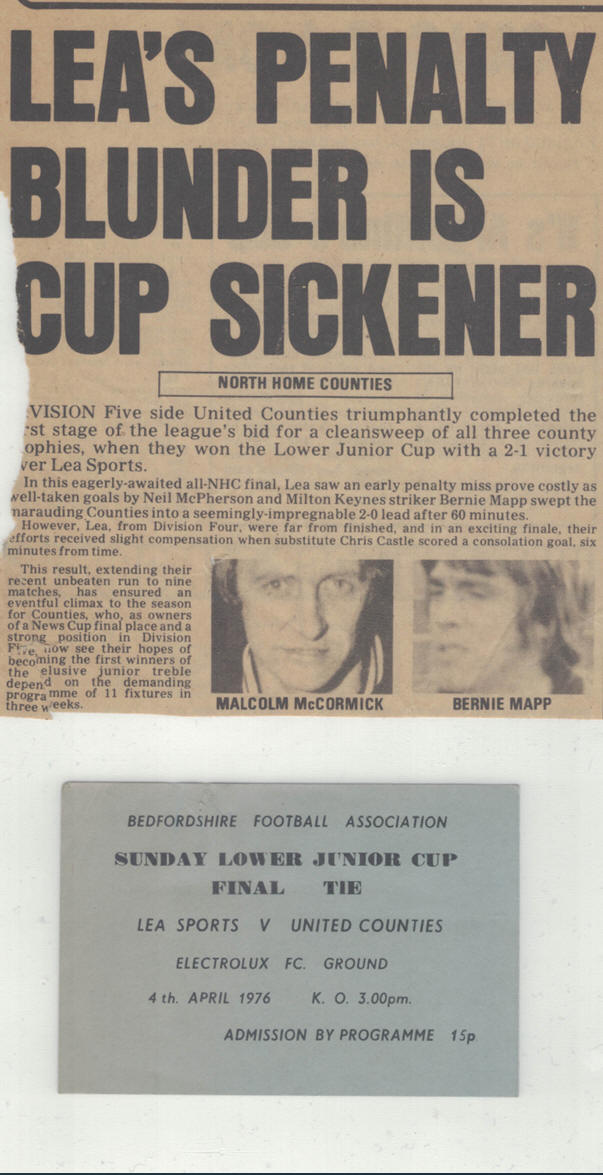 LEA'S PENALTY
BLUNDER IS
CUP SICKENER
NORTH HOME COUNTIES
VISION Five side United Counties triumphantly completed the
rst stage of the league's bid for a cleansweep of all three county
ophies, when they won the Lower Junior Cup with a 2-1 victory
ver Lea Sports.
In this eagerly-awaited all-NHC final, Lea saw an early penalty miss prove costly as
well-taken goals by Neil McPherson and Milton Keynes striker Bernie Mapp swept the
marauding Counties into a seemingly-impregnable 2-0 lead after 60 minutes.
However, Lea, from Division Four, were far from finished, and in an exciting finale, their
efforts received slight compensation when substitute Chris Castle scored a consolation goal, six
minutes from time.
This result, extending their
recent unbeaten run to nine
matches, has ensured an
eventful climax to the season
for Counties, who, as owners
of a News Cup final place and a
strong position in Division
Five, now see their hopes of
becoming the first winners of
the elusive junior treble
depend on the demanding
programme of 11 fixtures in
three weeks.
MALCOLM McCORMICK
BERNIE MAPP
BEDFORDSHIRE FOOTBALL ASSOCIATION
SUNDAY LOWER JUNIOR CUP
FINAL TIE
LEA SPORTS V UNITED COUNTIES
ELECTROLUX FC. GROUND
4 th. APRIL 1976 K. O. 3.00pm.
ADMISSION BY PROGRAMME 15p